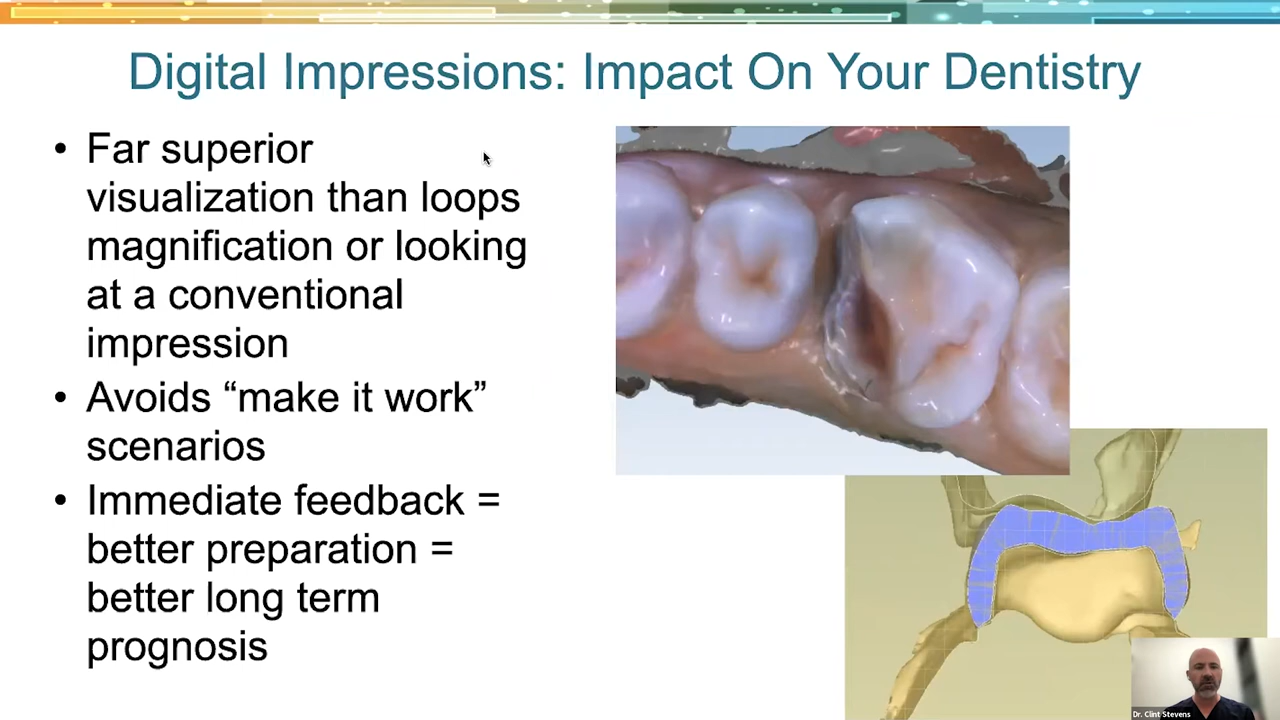 Digital Impressions: Impact On Your Dentistry
• Far superior
visualization than loops
magnification or looking
at a conventional
impression
• Avoids “make it work”
scenarios
• Immediate feedback =
better preparation =
better long term
prognosis
Dr. Clint Stevens